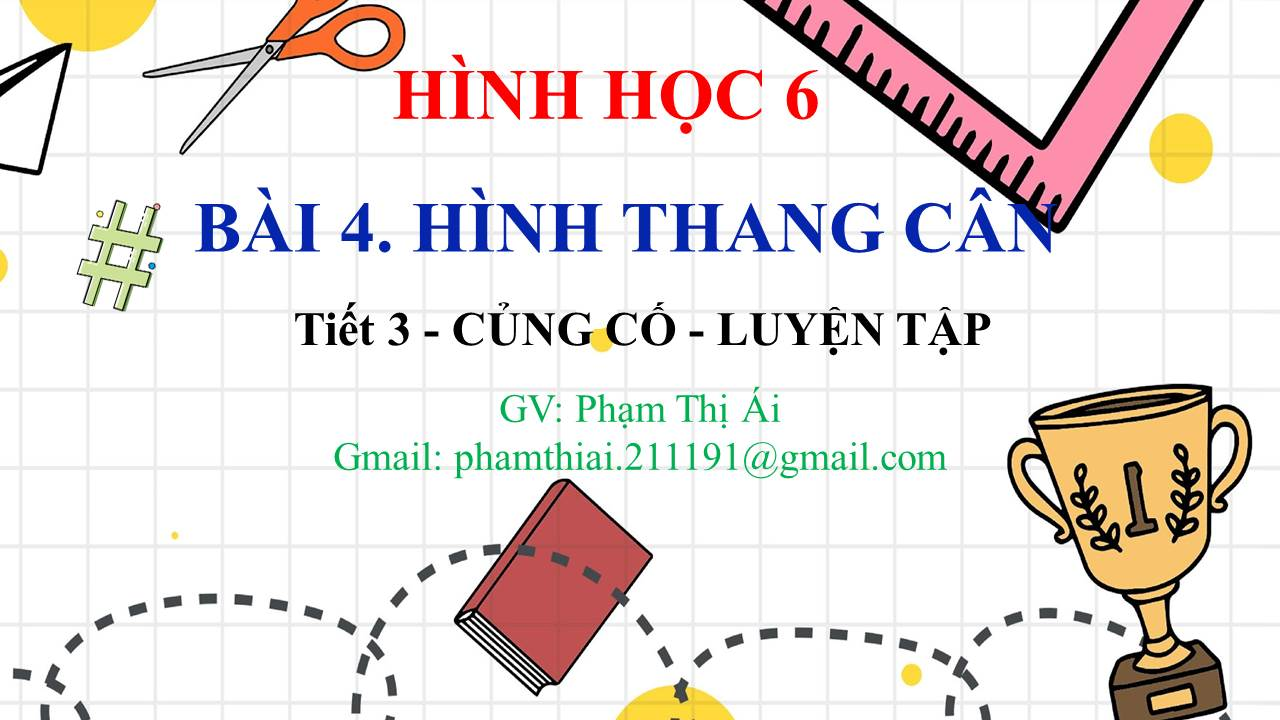 HÌNH HỌC 6
BÀI 4. HÌNH THANG CÂN
Tiết 3 - CỦNG CỐ - LUYỆN TẬP
GV: Phạm Thị Ái
Gmail: phamthiai.211191@gmail.com
1